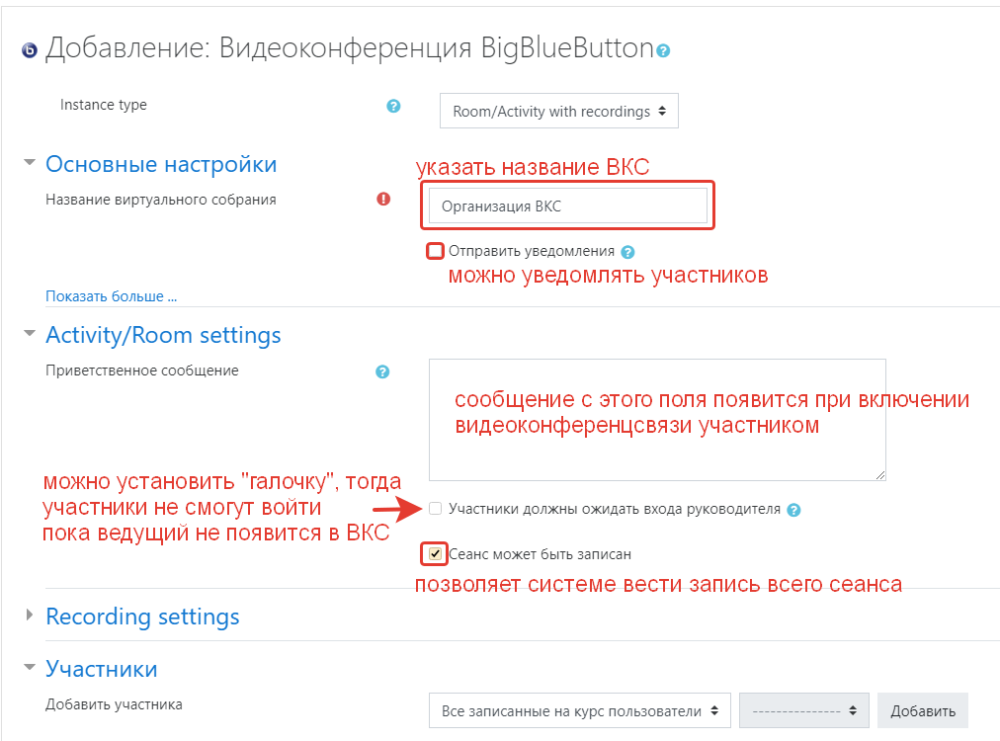 Добавление: Видеоконференция BigBlueButton
Instance type
Room/Activity with recordings
Основные настройки
указать название ВКС
Название виртуального собрания
Организация ВКС
Отправить уведомления
можно уведомлять участников
Показать больше ...
Activity/Room settings
Приветственное сообщение
сообщение с этого поля появится при включении
видеоконференцсвязи участником
можно установить "галочку", тогда
участники не смогут войти
пока ведущий не появится в ВКС
Участники должны ожидать входа руководителя
Сеанс может быть записан
позволяет системе вести запись всего сеанса
Recording settings
Участники
Добавить участника
Все записанные на курс пользователи
---------------
Добавить